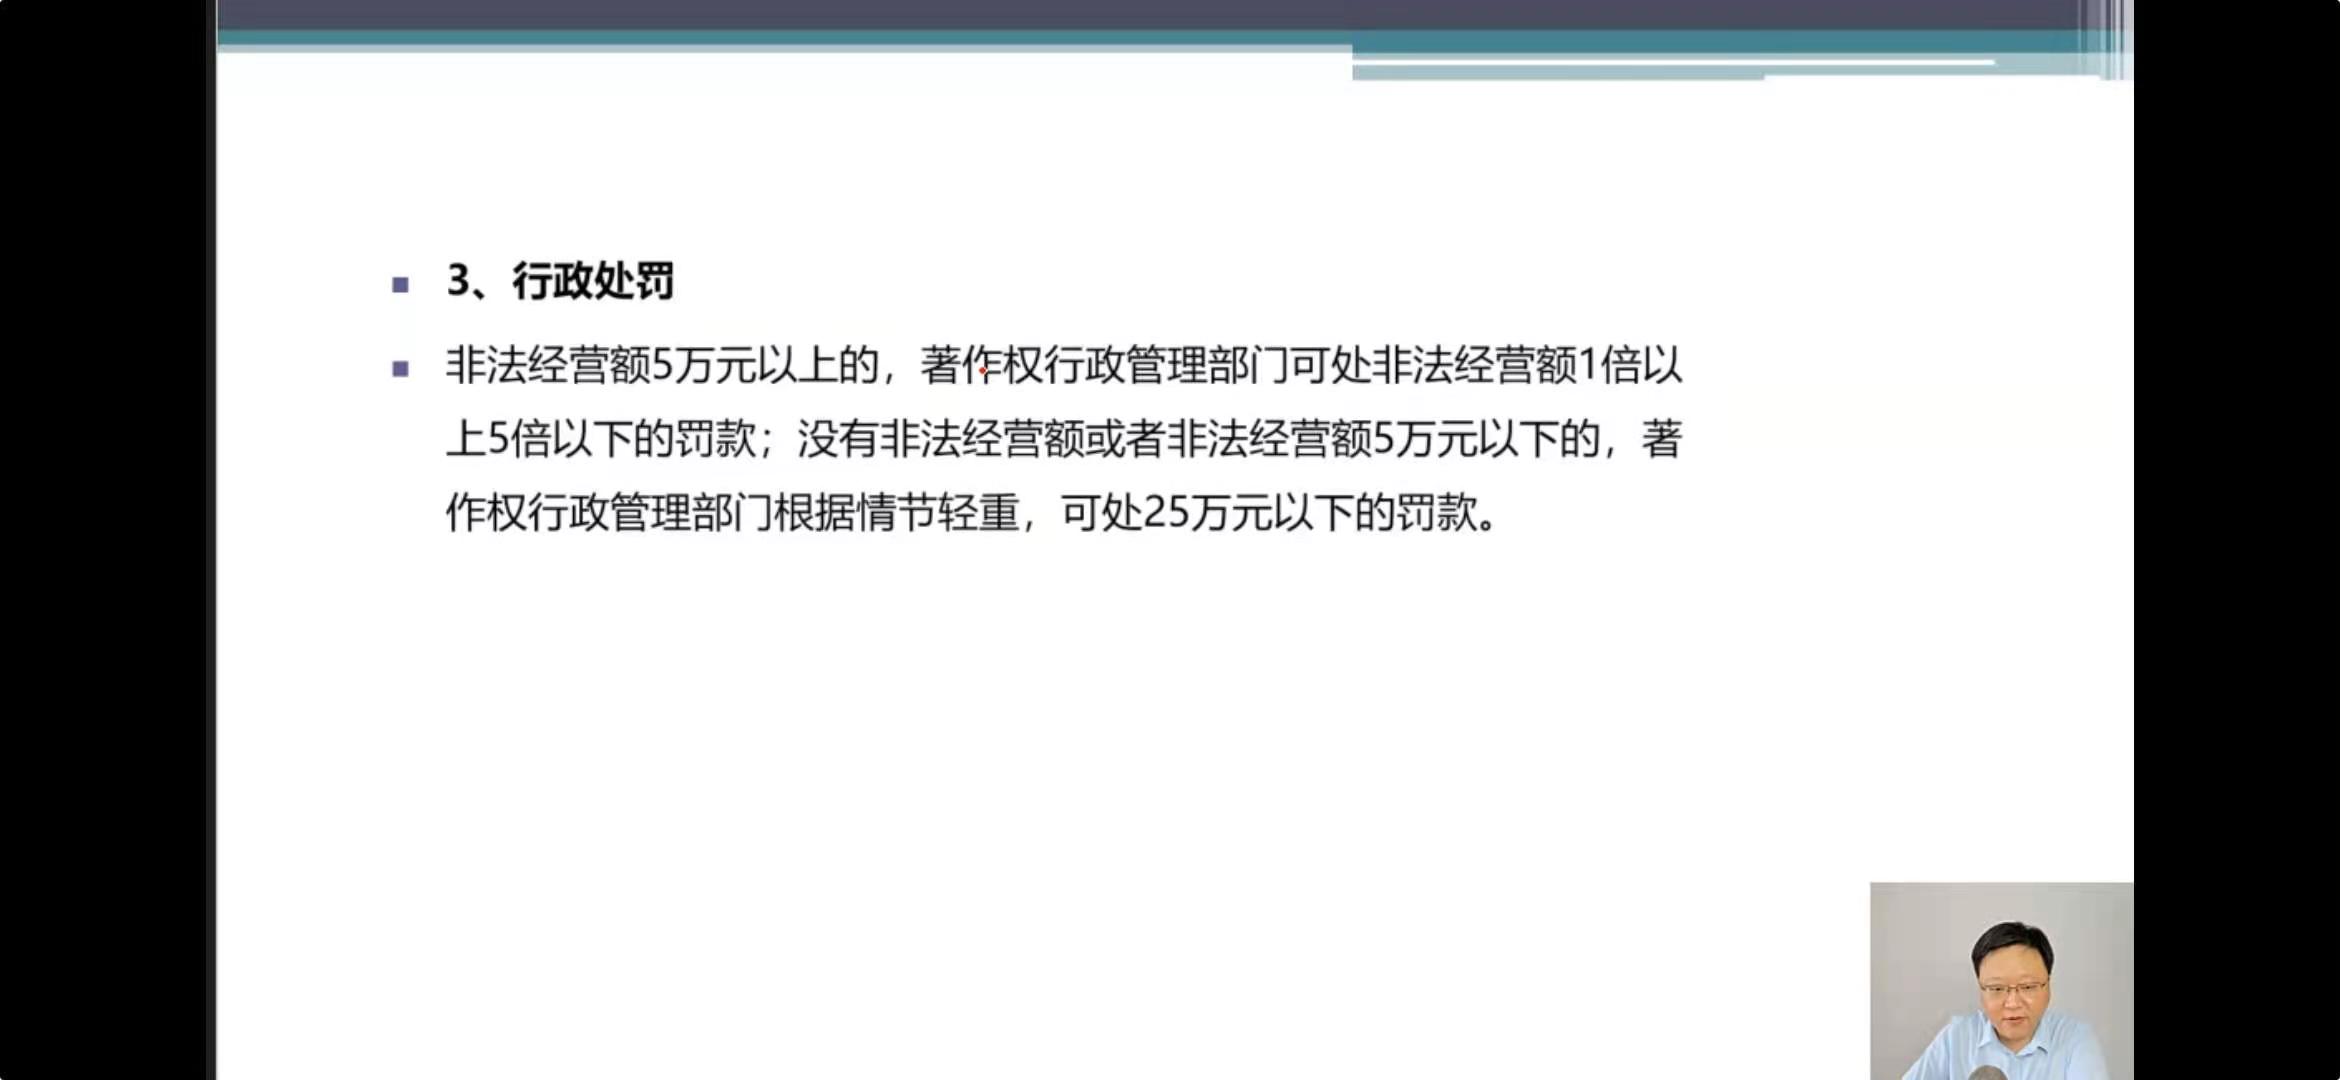 3、行政处罚
非法经营额5万元以上的，著作权行政管理部门可处非法经营额1倍以
上5倍以下的罚款；没有非法经营额或者非法经营额5万元以下的，著
作权行政管理部门根据情节轻重，可处25万元以下的罚款。